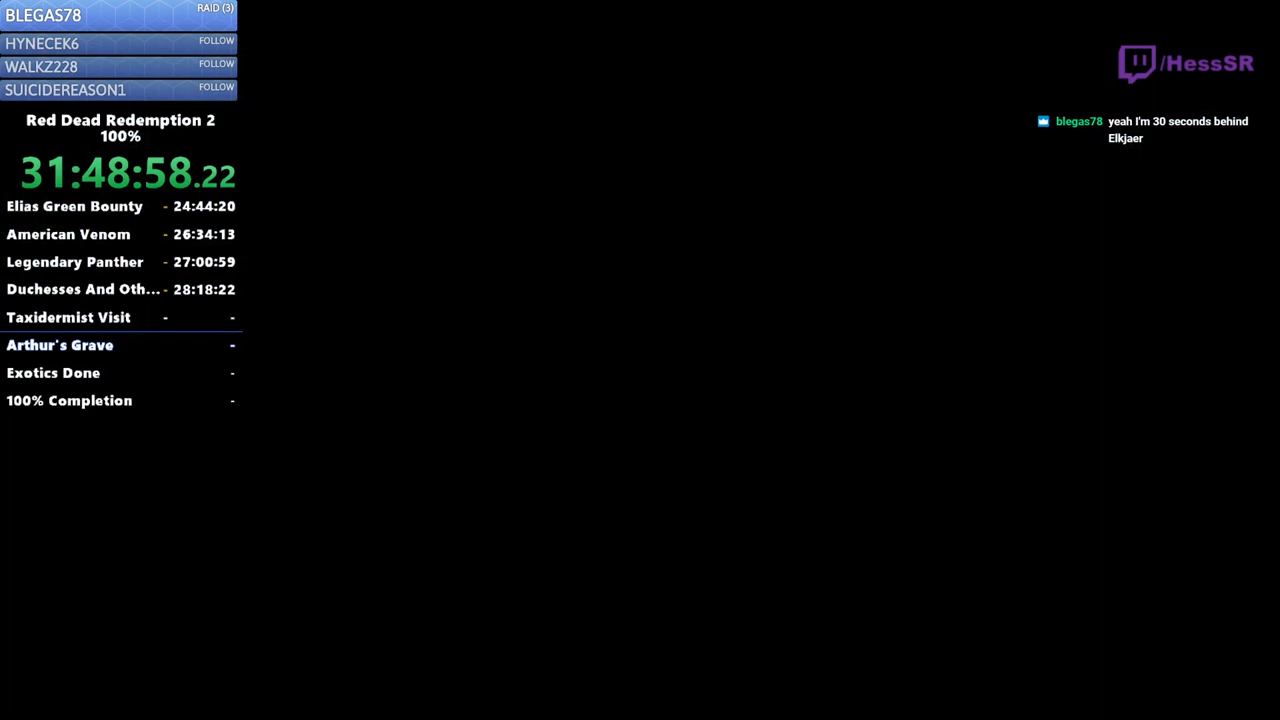 BLEGAS78 RAID (3)
HYNECEK6 FOLLOW
WALKZ228 FOLLOW
SUICIDEREASON1 FOLLOW
Red Dead Redemption 2
100%
31:48:58.22
Elias Green Bounty - 24:44:20
American Venom - 26:34:13
Legendary Panther - 27:00:59
Duchesses And Oth... - 28:18:22
Taxidermist Visit - -
Arthur's Grave -
Exotics Done -
100% Completion -
/HessSR
blegas78 yeah I'm 30 seconds behind
Elkjaer